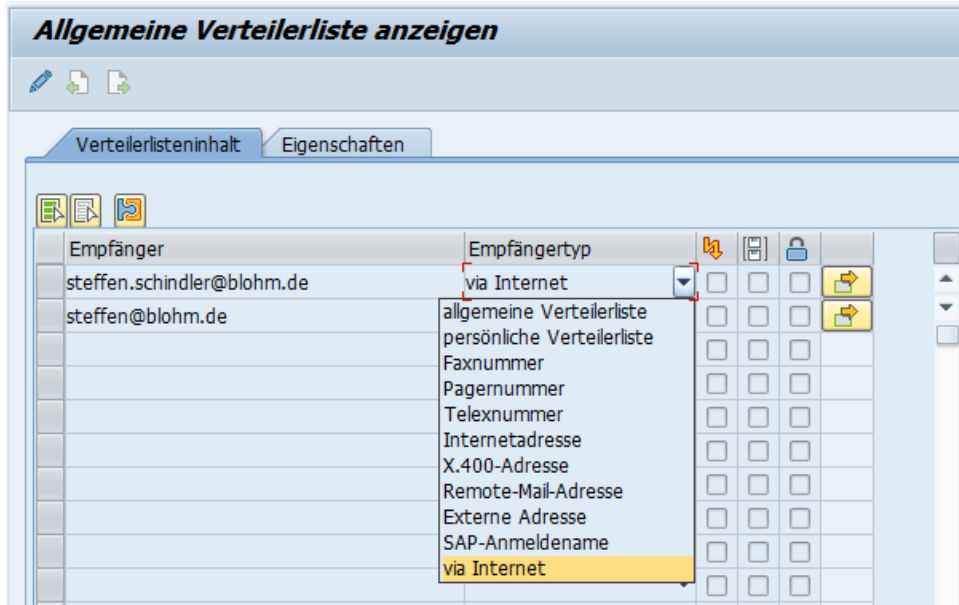 Allgemeine Verteilerliste anzeigen
Verteilerlisteninhalt Eigenschaften
Empfänger Empfängertyp
steffen.schindler@blohm.de via Internet
steffen@blohm.de
allgemeine Verteilerliste
persönliche Verteilerliste
Faxnummer
Pagernummer
Telexnummer
Internetadresse
X.400-Adresse
Remote-Mail-Adresse
Externe Adresse
SAP-Anmeldename
via Internet